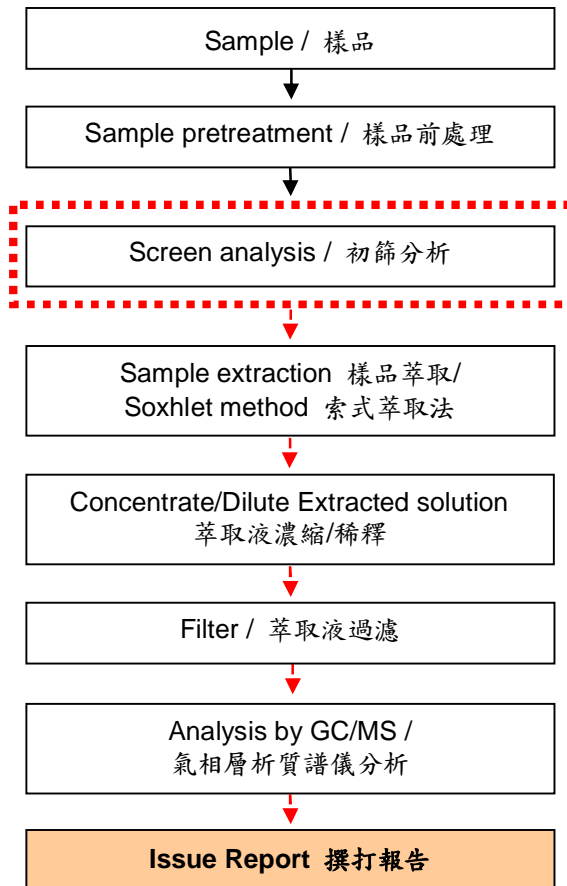 Sample / 樣品
Sample pretreatment / 樣品前處理
Screen analysis / 初篩分析
Sample extraction 樣品萃取/
Soxhlet method 索式萃取法
Concentrate/Dilute Extracted solution
萃取液濃縮/稀釋
Filter / 萃取液過濾
Analysis by GC/MS /
氣相層析質譜儀分析
Issue Report 撰打報告